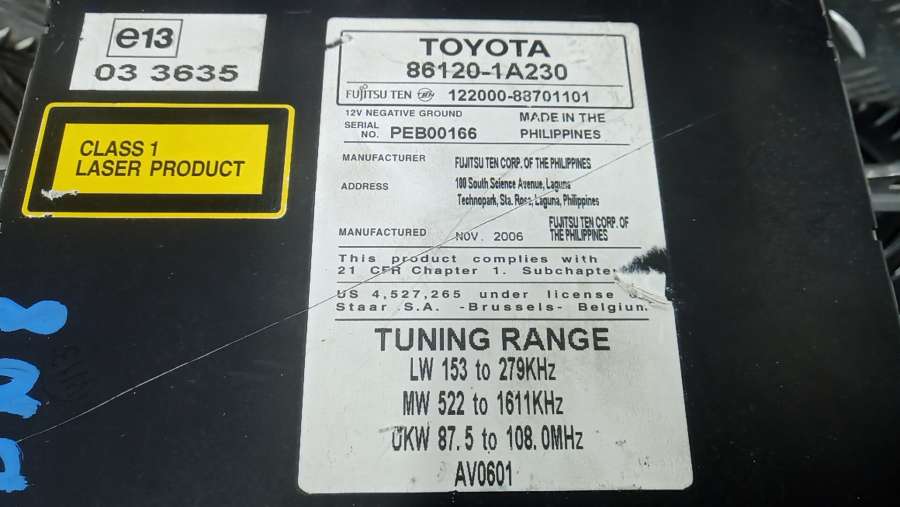 e13
03 3635
CLASS 1
LASER PRODUCT
TOYOTA
86120-1A230
FUJITSU TEN 122000-88701101
12V NEGATIVE GROUND
SERIAL NO. PEB00166
MADE IN THE
PHILIPPINES
MANUFACTURER FUJITSU TEN CORP. OF THE PHILIPPINES
ADDRESS 100 South Science Avenue, Laguna
Technopark, Sta. Rosa, Laguna, Philippines
MANUFACTURED NOV. 2006 FUJITSU TEN CORP. OF
THE PHILIPPINES
This product complies with
21 CFR Chapter 1. Subchapte
US 4,527,265 under license
Staar S.A. -Brussels- Belgium.
TUNING RANGE
LW 153 to 279KHz
MW 522 to 1611KHz
UKW 87.5 to 108.0MHz
AV0601